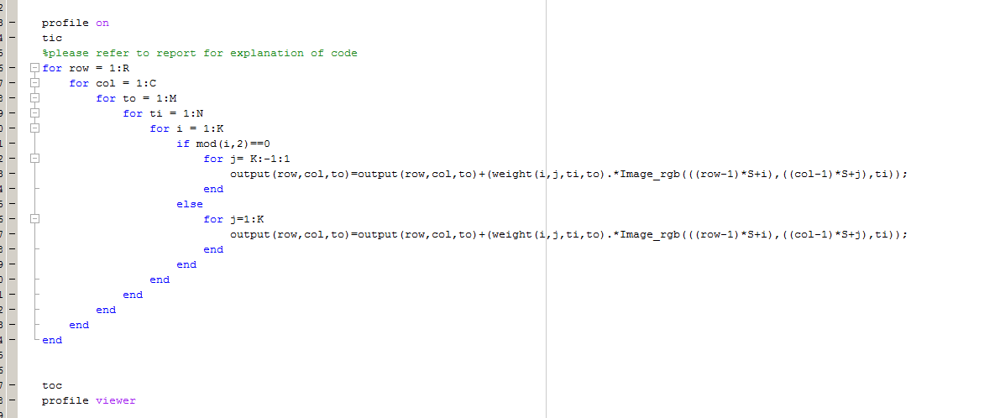 profile on
tic
%please refer to report for explanation of code
for row = 1:R
for col = 1:C
for to = 1:M
for ti = 1:N
for i = 1:K
if mod(i,2)==0
for j= K:-1:1
output(row,col,to)=output(row,col,to)+(weight(i,j,ti,to).*Image_rgb(((row-1)*S+i),((col-1)*S+j),ti));
end
else
for j=1:K
output(row,col,to)=output(row,col,to)+(weight(i,j,ti,to).*Image_rgb(((row-1)*S+i),((col-1)*S+j),ti));
end
end
end
end
end
end
end
toc
profile viewer